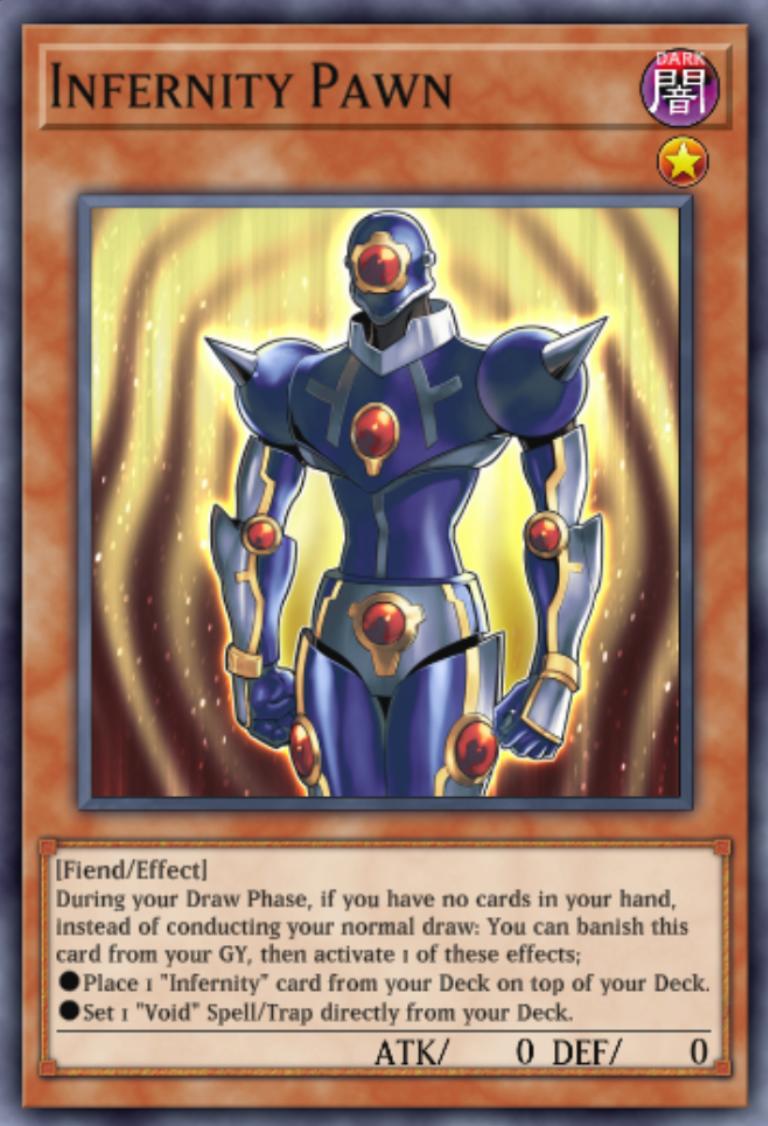 Infernity Pawn
DARK
闇
[Fiend/Effect]
During your Draw Phase, if you have no cards in your hand,
instead of conducting your normal draw: You can banish this
card from your GY, then activate 1 of these effects;
●Place 1 "Infernity" card from your Deck on top of your Deck.
●Set 1 "Void" Spell/Trap directly from your Deck.
ATK/ 0 DEF/ 0